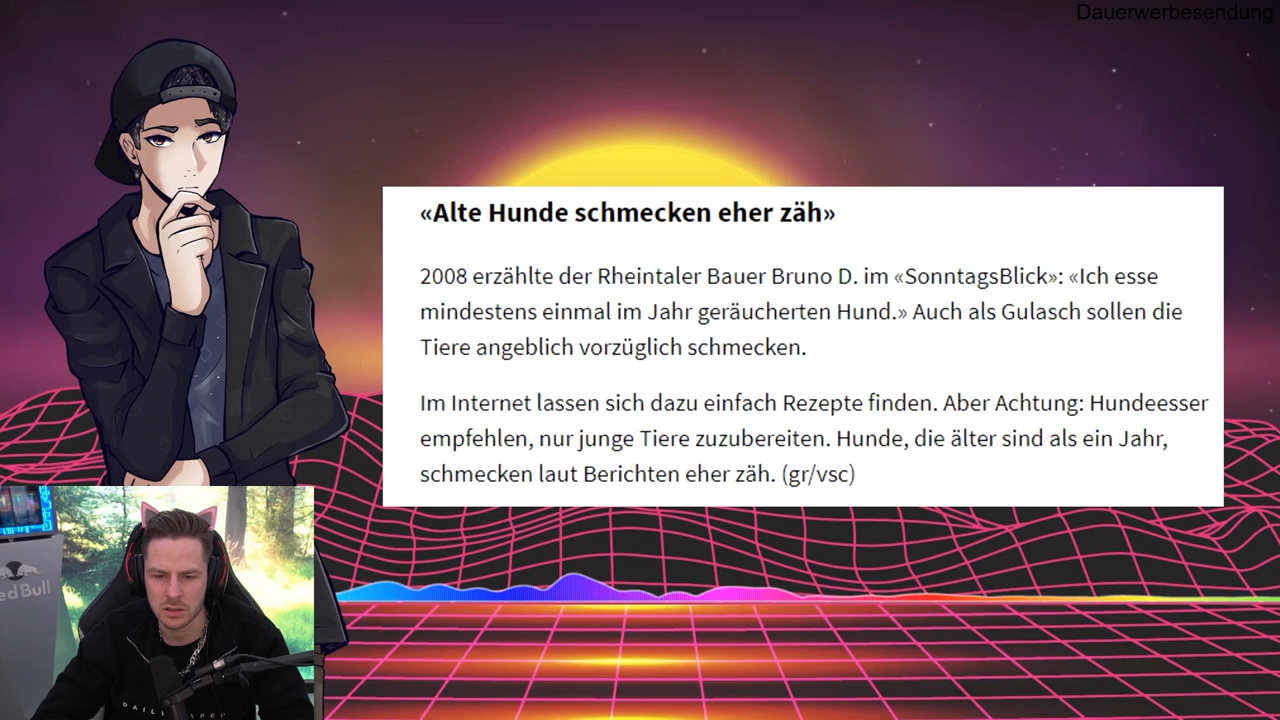 Dauerwerbesendung
«Alte Hunde schmecken eher zäh»
2008 erzählte der Rheintaler Bauer Bruno D. im «SonntagsBlick»: «Ich esse
mindestens einmal im Jahr geräucherten Hund.» Auch als Gulasch sollen die
Tiere angeblich vorzüglich schmecken.
Im Internet lassen sich dazu einfach Rezepte finden. Aber Achtung: Hundeesser
empfehlen, nur junge Tiere zuzubereiten. Hunde, die älter sind als ein Jahr,
schmecken laut Berichten eher zäh. (gr/vsc)
edBull